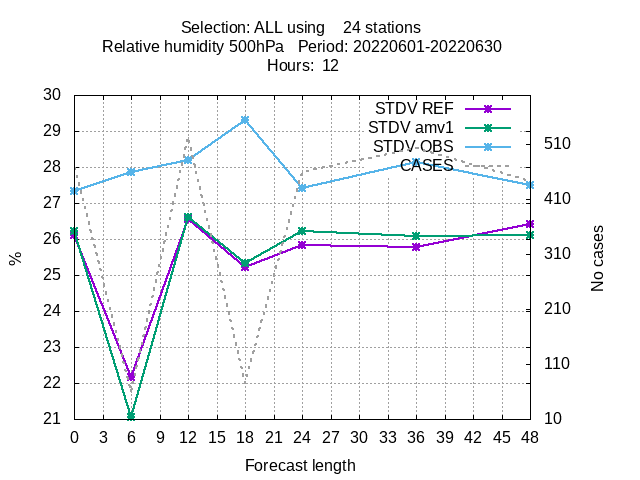 Selection: ALL using 24 stations
Relative humidity 500hPa Period: 20220601-20220630
Hours: 12
30
29
28
27
26
25
24
23
22
21
%
STDV REF
STDV amv1
STDV OBS
CASES
510
410
310
210
110
10
No cases
0 3 6 9 12 15 18 21 24 27 30 33 36 39 42 45 48
Forecast length